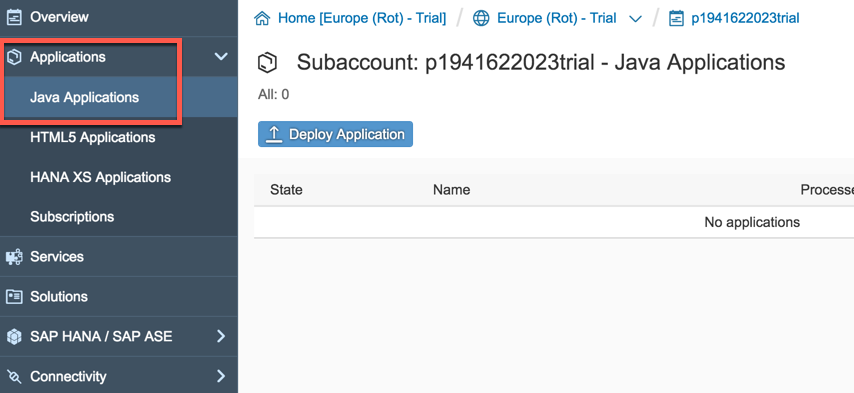 Overview
Applications
Java Applications
HTML5 Applications
HANA XS Applications
Subscriptions
Services
Solutions
SAP HANA / SAP ASE
Connectivity
Home [Europe (Rot) - Trial] / Europe (Rot) - Trial / p1941622023trial
Subaccount: p1941622023trial - Java Applications
All: 0
Deploy Application
State Name Processe
No applications